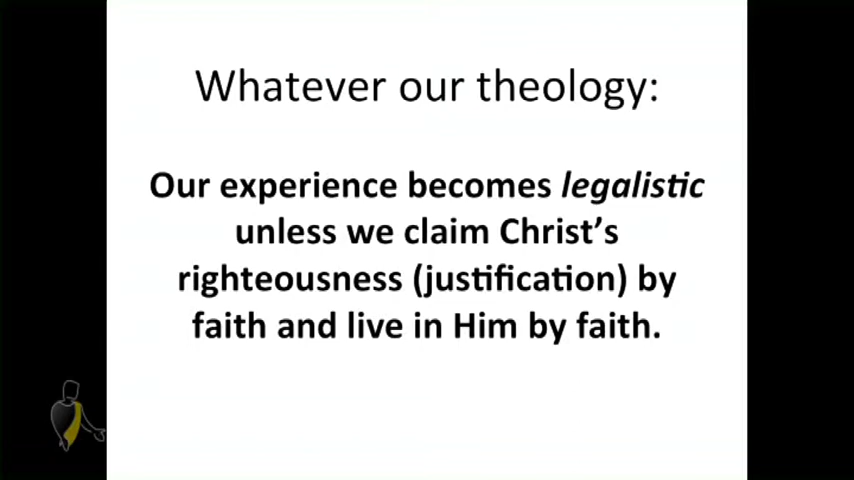 Whatever our theology:
Our experience becomes legalistic
unless we claim Christ’s
righteousness (justification) by
faith and live in Him by faith.